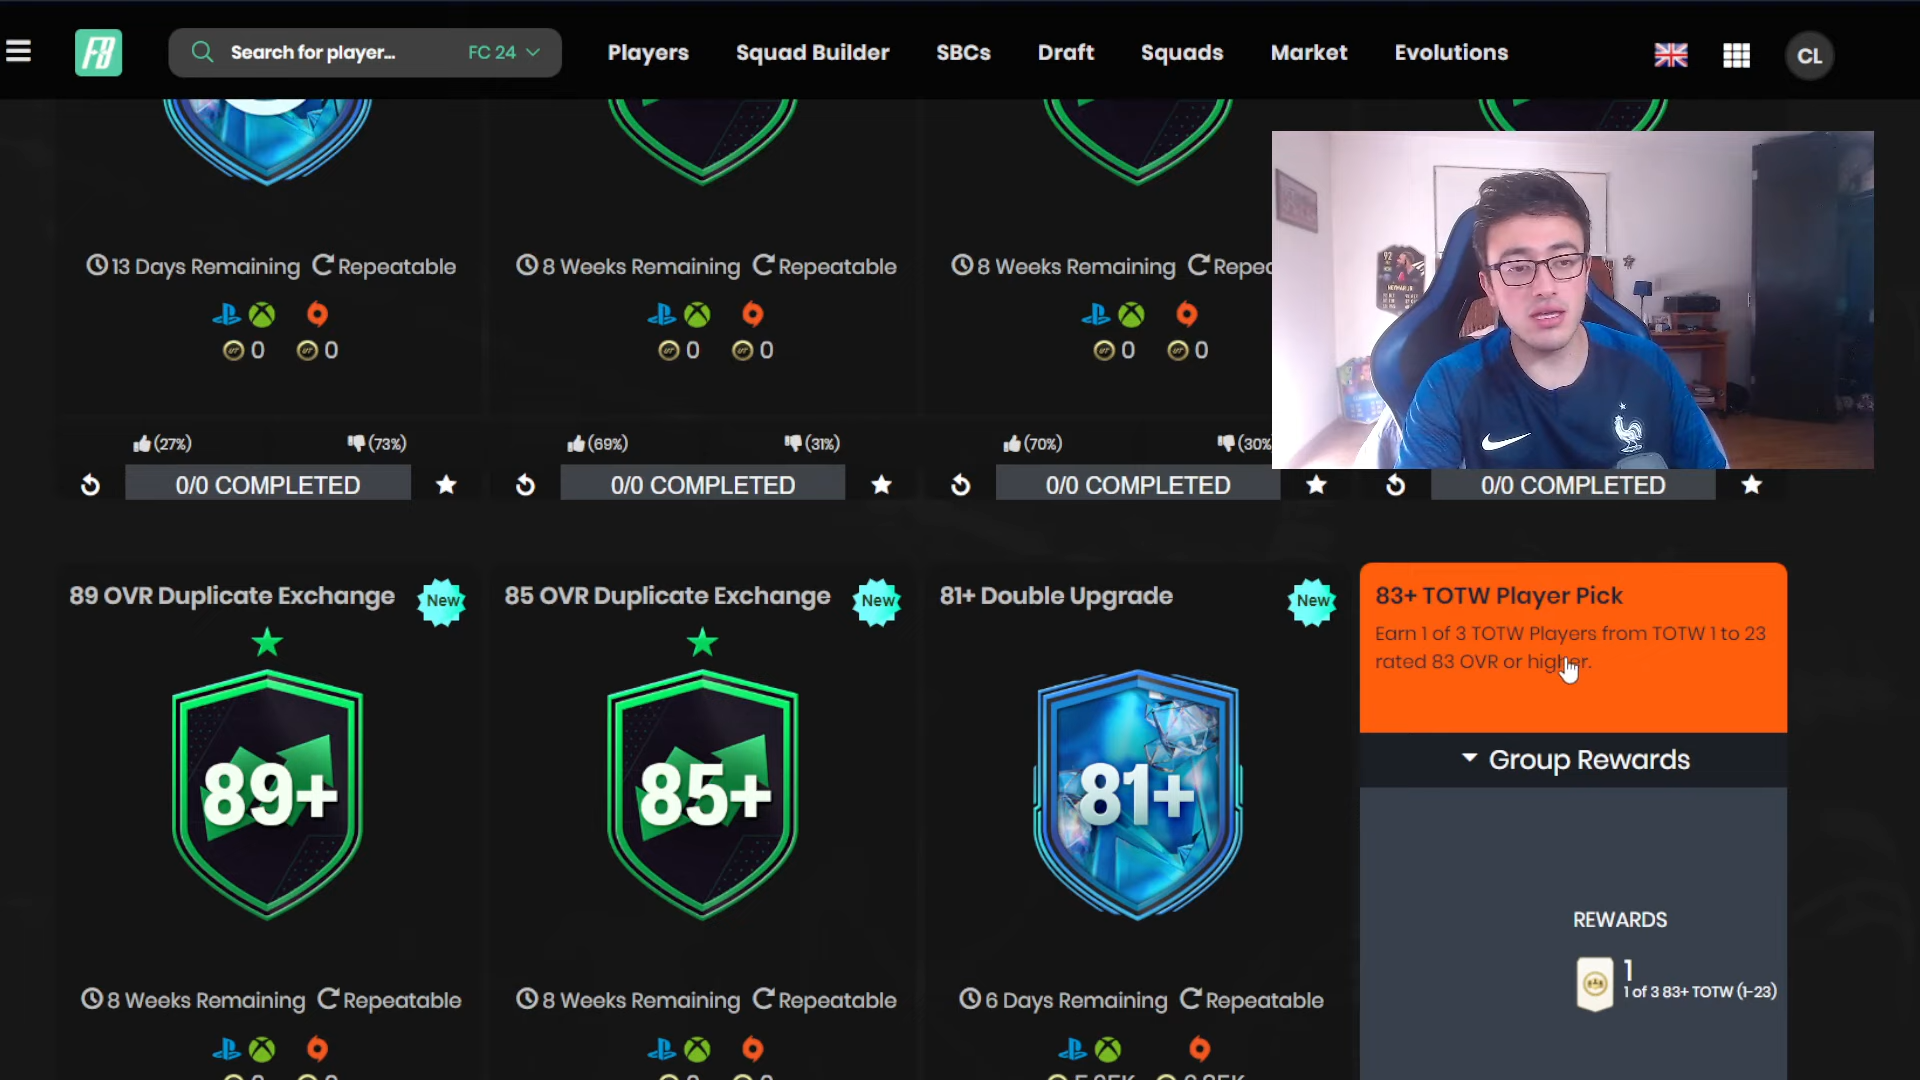 Search for player...
FC 24
Players
Squad Builder
SBCs
Draft
Squads
Market
Evolutions
CL
13 Days Remaining Repeatable
8 Weeks Remaining Repeatable
8 Weeks Remaining
0 0
0 0
0 0
(27%) (73%)
(69%) (31%)
(70%) (30%
0/0 COMPLETED
0/0 COMPLETED
0/0 COMPLETED
0/0 COMPLETED
89 OVR Duplicate Exchange
New
85 OVR Duplicate Exchange
New
81+ Double Upgrade
New
83+ TOTW Player Pick
Earn 1 of 3 TOTW Players from TOTW 1 to 23
rated 83 OVR or higher.
89+
85+
81+
Group Rewards
REWARDS
1
1 of 3 83+ TOTW (1-23)
8 Weeks Remaining Repeatable
8 Weeks Remaining Repeatable
6 Days Remaining Repeatable